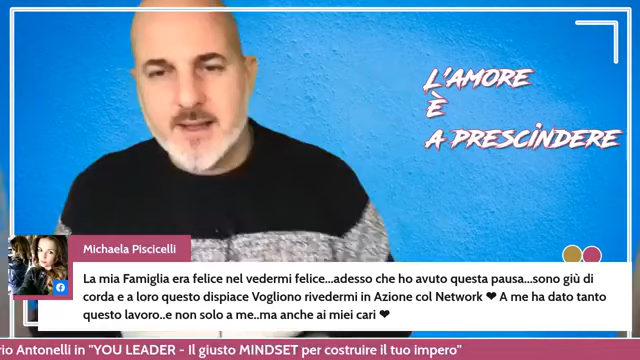 L'AMORE
È
A PRESCINDERE
Michaela Piscicelli
La mia Famiglia era felice nel vedermi felice...adesso che ho avuto questa pausa...sono giù di
corda e a loro questo dispiace Vogliono rivedermi in Azione col Network ❤
A me ha dato tanto
questo lavoro..e non solo a me..ma anche ai miei cari ❤
rio Antonelli in "YOU LEADER - Il giusto MINDSET per costruire il tuo impero"